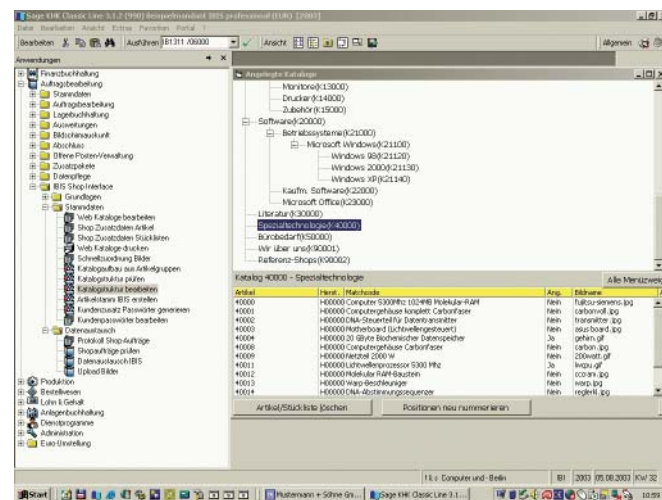 Sage KHK Classic Line 3.1.2 (990) Beispielmandant IBIS professional (EUR) [2003]
Datei Bearbeiten Ansicht Extras Favoriten Portal ?
Bearbeiten Ausführen IB1311 /06000 Ansicht Allgemein
Anwendungen
Finanzbuchhaltung
Auftragsbearbeitung
Stammdaten
Auftragsbearbeitung
Lagerbuchhaltung
Auswertungen
Bildschirmauskunft
Abschluss
Offene Posten-Verwaltung
Zusatzpakete
Datenpflege
IBIS Shop Interface
Grundlagen
Stammdaten
Web Kataloge bearbeiten
Shop Zusatzdaten Artikel
Shop Zusatzdaten Stücklisten
Web Kataloge drucken
Schnellzuordnung Bilder
Katalogaufbau aus Artikelgruppen
Katalogstruktur prüfen
Katalogstruktur bearbeiten
Artikelstamm IBIS erstellen
Kundenzusatz Passwörter generieren
Kundenpasswörter bearbeiten
Datenaustausch
Protokoll Shop-Aufträge
Shopaufträge prüfen
Datenaustausch IBIS
Upload Bilder
Produktion
Bestellwesen
Lohn & Gehalt
Anlagenbuchhaltung
Dienstprogramme
Administration
Euro-Umstellung
Angelegte Kataloge
Monitore(K13000)
Drucker(K14000)
Zubehör(K15000)
Software(K20000)
Betriebssysteme(K21000)
Microsoft Windows(K21100)
Windows 98(K21120)
Windows 2000(K21130)
Windows XP(K21140)
Kaufm. Software(K22000)
Microsoft Office(K23000)
Literatur(K30000)
Spezialtechnologie(K40000)
Bürobedarf(K50000)
Wir über uns(K90001)
Referenz-Shops(K90002)
Katalog 40000 - Spezialtechnologie Alle Menüzweig
Artikel Herst. Matchcode Ang. Bildname
40000 H00000 Computer 5300Mhz 1024MB Molekular-RAM Nein fujitsu-siemens.jpg
40001 H00000 Computergehäuse komplett Carbonfaser Nein carbonvoll.jpg
40002 H00000 DNA-Steuerteil für Datentransmitter Nein transmitter.jpg
40003 H00000 Motherboard (Lichtwellengesteuert) Nein asus board.jpg
40004 H00000 20 GByte Biochemischer Datenspeicher Ja gehirn.gif
40008 H00000 Computergehäuse Carbonfaser Nein carbon.jpg
40009 H00000 Netzteil 2000 W Nein 200watt.gif
40011 H00000 Lichtwellenprozessor 5300 Mhz Ja lwcpu.gif
40012 H00000 Molekular RAM-Baustein Nein
40013 H00000 Warp-Beschleuniger Nein warp.jpg
40014 H00000 DNA-Abstimmungssequenzer Nein
Artikel/Stückliste löschen Positionen neu nummerieren
Computer und - Berlin IB1 2003 05.08.2003 KW 32
Start Mustermann + Söhne Gm... Sage KHK Classic Line 3.1... 10:59